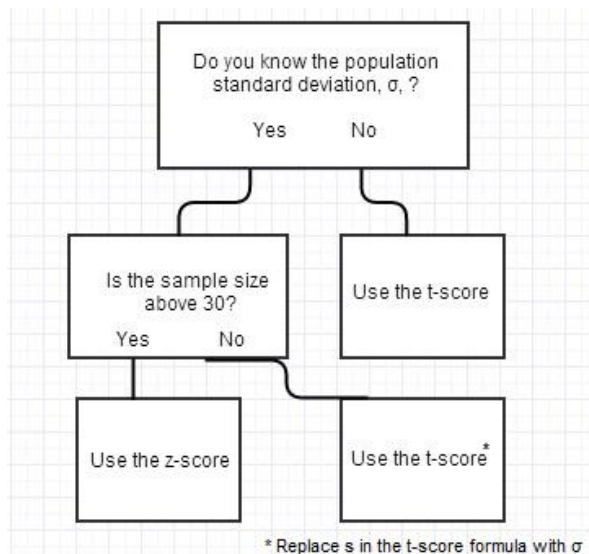 Do you know the population
standard deviation, σ, ?
Yes No
Is the sample size
above 30?
Yes No
Use the t-score
Use the z-score
Use the t-score*
* Replace s in the t-score formula with σ